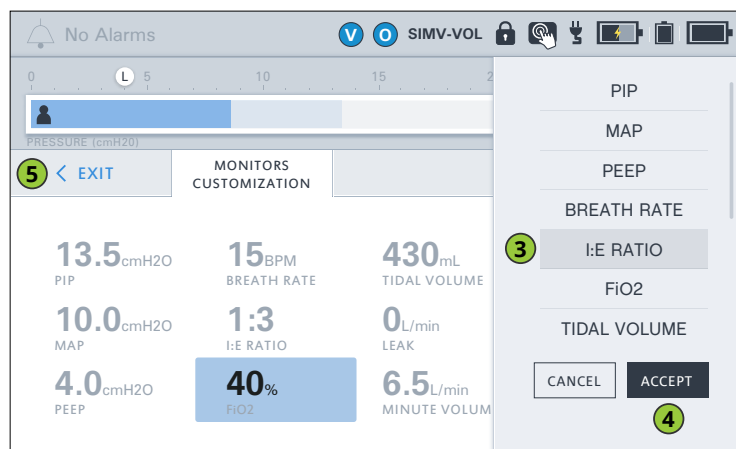 No Alarms
V O SIMV-VOL
0 L 5 10 15 2
PRESSURE (cmH20)
5 < EXIT
MONITORS
CUSTOMIZATION
13.5cmH2O 15BPM 430mL
PIP BREATH RATE TIDAL VOLUME
10.0cmH2O 1:3 0L/min
MAP I:E RATIO LEAK
4.0cmH2O 40% 6.5L/min
PEEP FiO2 MINUTE VOLUM
PIP
MAP
PEEP
BREATH RATE
3 I:E RATIO
FiO2
TIDAL VOLUME
CANCEL ACCEPT
4